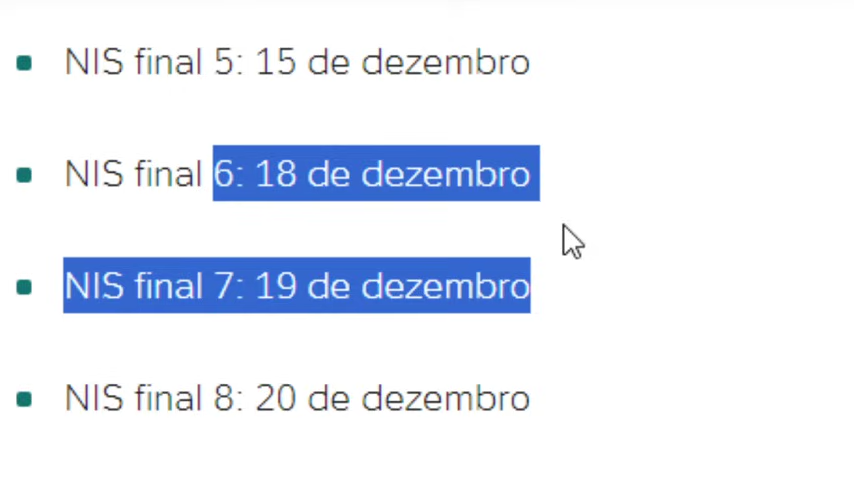 NIS final 5: 15 de dezembro
NIS final 6: 18 de dezembro
NIS final 7: 19 de dezembro
NIS final 8: 20 de dezembro